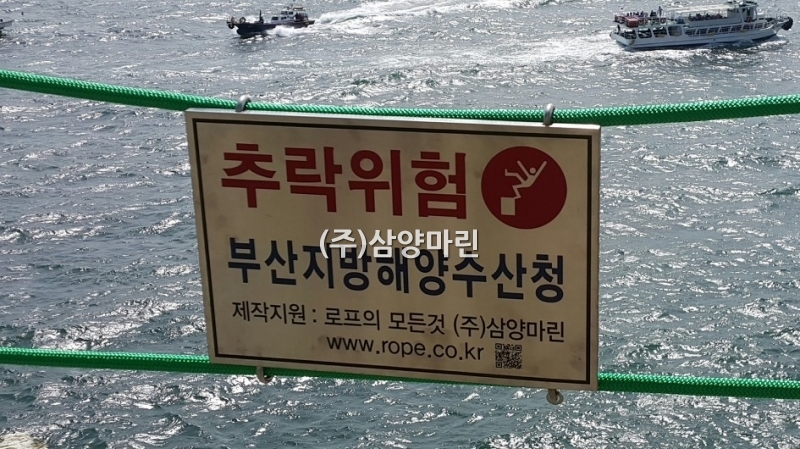 추락위험
(주)삼양마린
부산지방해양수산청
제작지원 : 로프의 모든것 (주)삼양마린
www.rope.co.kr